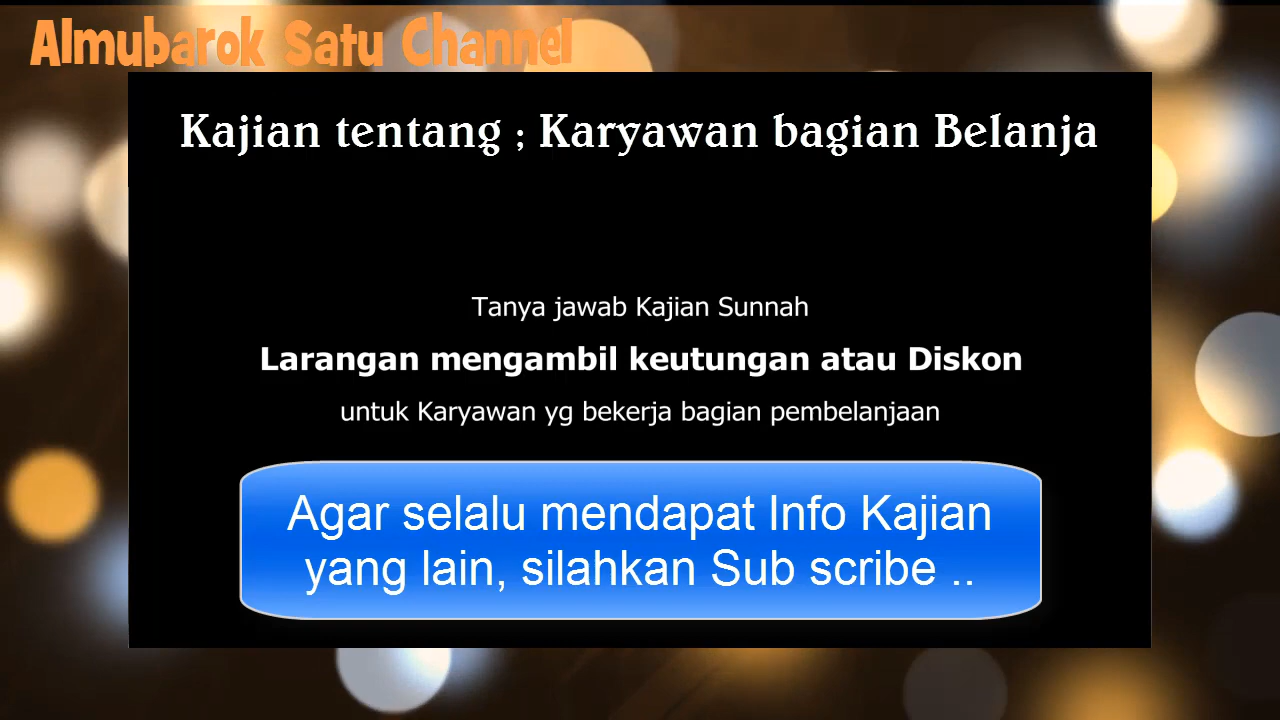 Almubarok Satu Channel
Kajian tentang ; Karyawan bagian Belanja
Tanya jawab Kajian Sunnah
Larangan mengambil keutungan atau Diskon
untuk Karyawan yg bekerja bagian pembelanjaan
Agar selalu mendapat Info Kajian
yang lain, silahkan Sub scribe ..